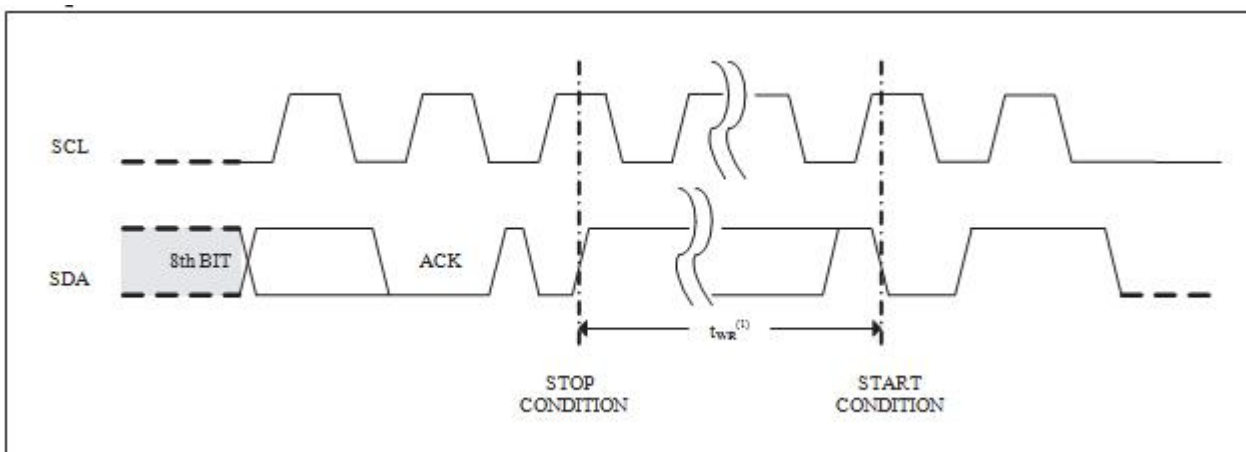 SCL
SDA
8th BIT
ACK
tWR(1)
STOP
CONDITION
START
CONDITION